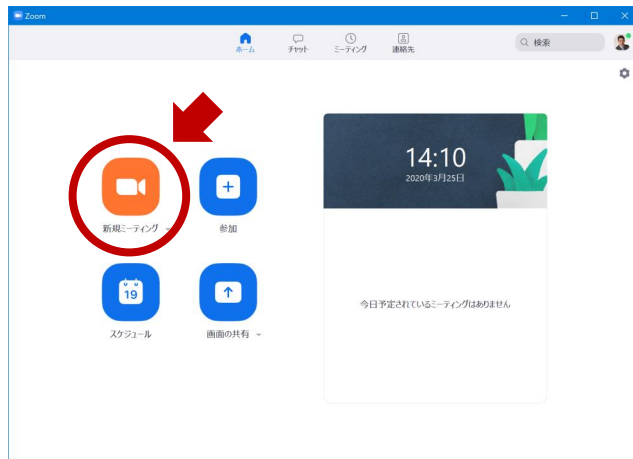 Zoom
ホーム
チャット
ミーティング
連絡先
検索
14:10
2020年3月25日
新規ミーティング
参加
19
スケジュール
画面の共有
今日予定されているミーティングはありません